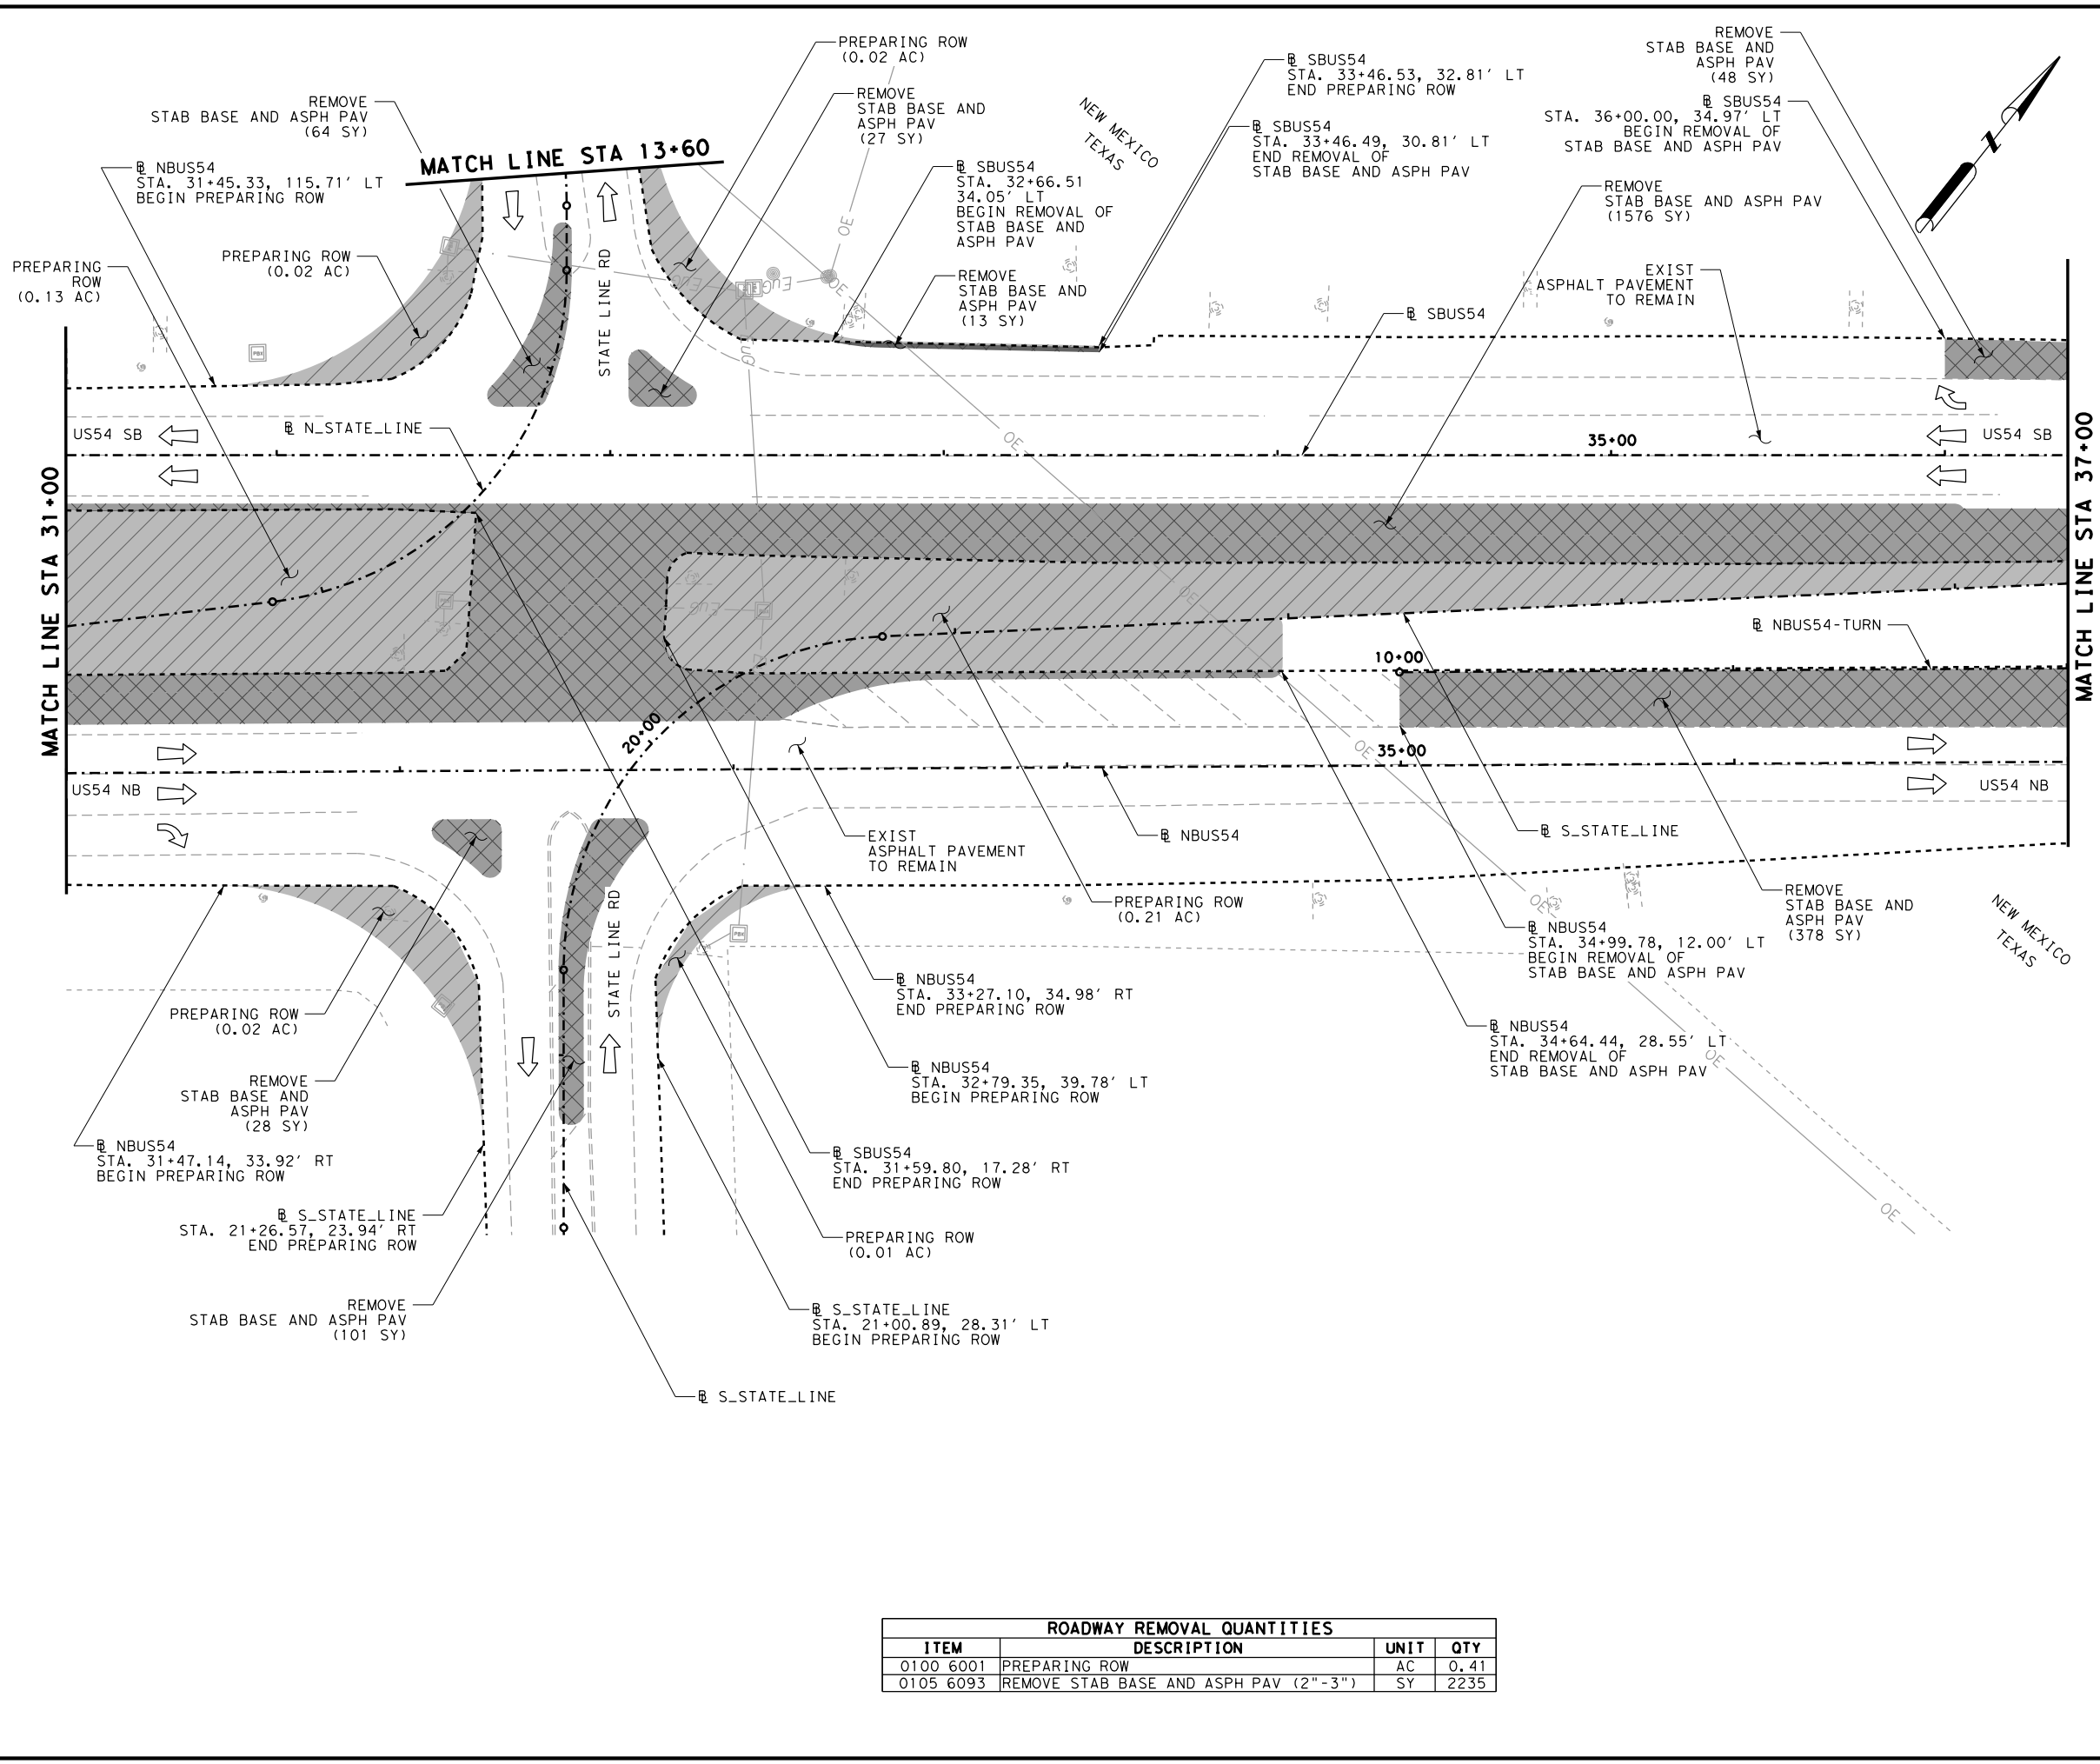 PREPARING ROW
(0.02 AC)
REMOVE
STAB BASE AND ASPH PAV
(64 SY)
REMOVE
STAB BASE AND
ASPH PAV
(27 SY)
NEW MEXICO
TEXAS
℄ SBUS54
STA. 33+46.53, 32.81' LT
END PREPARING ROW
℄ SBUS54
STA. 33+46.49, 30.81' LT
END REMOVAL OF
STAB BASE AND ASPH PAV
REMOVE
STAB BASE AND
ASPH PAV
(48 SY)
℄ SBUS54
STA. 36+00.00, 34.97' LT
BEGIN REMOVAL OF
STAB BASE AND ASPH PAV
N
MATCH LINE STA 13+60
℄ NBUS54
STA. 31+45.33, 115.71' LT
BEGIN PREPARING ROW
℄ SBUS54
STA. 32+66.51
34.05' LT
BEGIN REMOVAL OF
STAB BASE AND
ASPH PAV
REMOVE
STAB BASE AND ASPH PAV
(1576 SY)
PREPARING
ROW
(0.13 AC)
PREPARING ROW
(0.02 AC)
STATE LINE RD
OE
OE
EUG
EUG
EUG
REMOVE
STAB BASE AND
ASPH PAV
(13 SY)
EXIST
ASPHALT PAVEMENT
TO REMAIN
℄ SBUS54
PB8
US54 SB
℄ N_STATE_LINE
OE
35+00
US54 SB
MATCH LINE STA 31+00
MATCH LINE STA 37+00
EUG
OE
℄ NBUS54-TURN
10+00
20+00
OE
35+00
US54 NB
US54 NB
EXIST
ASPHALT PAVEMENT
TO REMAIN
℄ NBUS54
℄ S_STATE_LINE
STATE LINE RD
PREPARING ROW
(0.21 AC)
OE
REMOVE
STAB BASE AND
ASPH PAV
(378 SY)
NEW MEXICO
TEXAS
PB4
℄ NBUS54
STA. 34+99.78, 12.00' LT
BEGIN REMOVAL OF
STAB BASE AND ASPH PAV
℄ NBUS54
STA. 33+27.10, 34.98' RT
END PREPARING ROW
PREPARING ROW
(0.02 AC)
℄ NBUS54
STA. 34+64.44, 28.55' LT
END REMOVAL OF
STAB BASE AND ASPH PAV
OE
℄ NBUS54
STA. 32+79.35, 39.78' LT
BEGIN PREPARING ROW
REMOVE
STAB BASE AND
ASPH PAV
(28 SY)
℄ NBUS54
STA. 31+47.14, 33.92' RT
BEGIN PREPARING ROW
℄ SBUS54
STA. 31+59.80, 17.28' RT
END PREPARING ROW
℄ S_STATE_LINE
STA. 21+26.57, 23.94' RT
END PREPARING ROW
PREPARING ROW
(0.01 AC)
OE
REMOVE
STAB BASE AND ASPH PAV
(101 SY)
℄ S_STATE_LINE
STA. 21+00.89, 28.31' LT
BEGIN PREPARING ROW
℄ S_STATE_LINE
ROADWAY REMOVAL QUANTITIES
ITEM DESCRIPTION UNIT QTY
0100 6001 PREPARING ROW AC 0.41
0105 6093 REMOVE STAB BASE AND ASPH PAV (2"-3") SY 2235